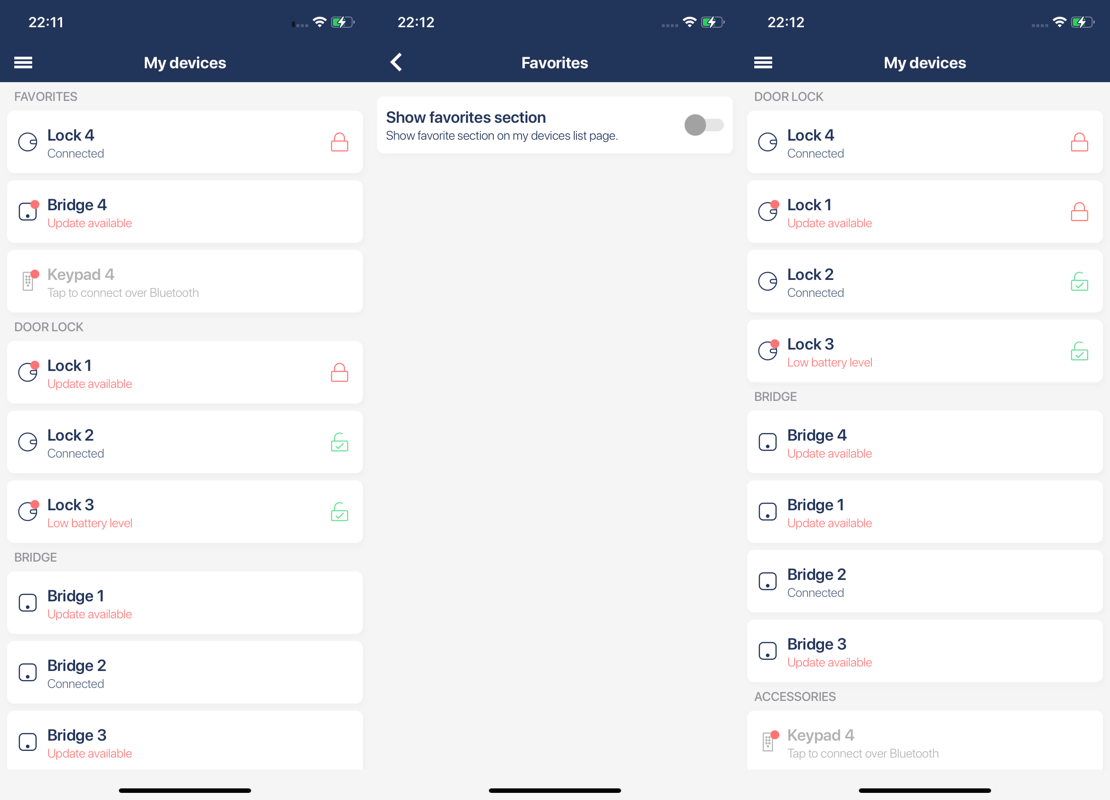 22:11
My devices
FAVORITES
Lock 4
Connected
Bridge 4
Update available
Keypad 4
Tap to connect over Bluetooth
DOOR LOCK
Lock 1
Update available
Lock 2
Connected
Lock 3
Low battery level
BRIDGE
Bridge 1
Update available
Bridge 2
Connected
Bridge 3
Update available
22:12
Favorites
Show favorites section
Show favorite section on my devices list page.
22:12
My devices
DOOR LOCK
Lock 4
Connected
Lock 1
Update available
Lock 2
Connected
Lock 3
Low battery level
BRIDGE
Bridge 4
Update available
Bridge 1
Update available
Bridge 2
Connected
Bridge 3
Update available
ACCESSORIES
Keypad 4
Tap to connect over Bluetooth